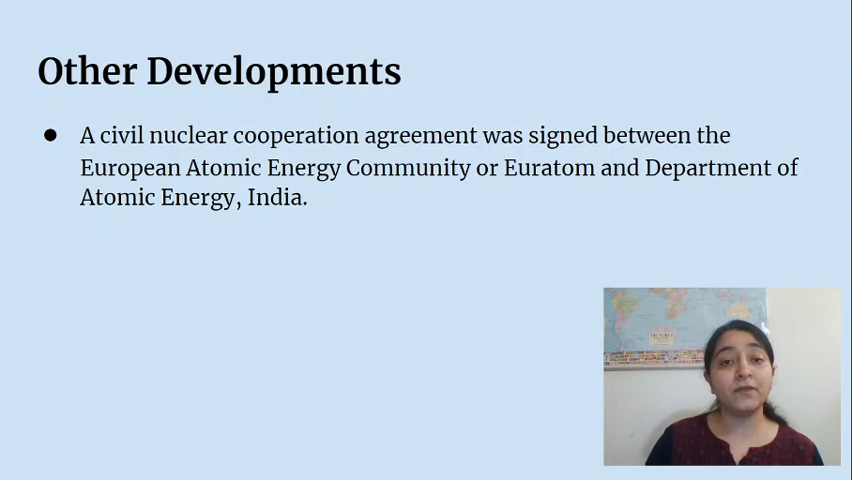 Other Developments
● A civil nuclear cooperation agreement was signed between the
European Atomic Energy Community or Euratom and Department of
Atomic Energy, India.